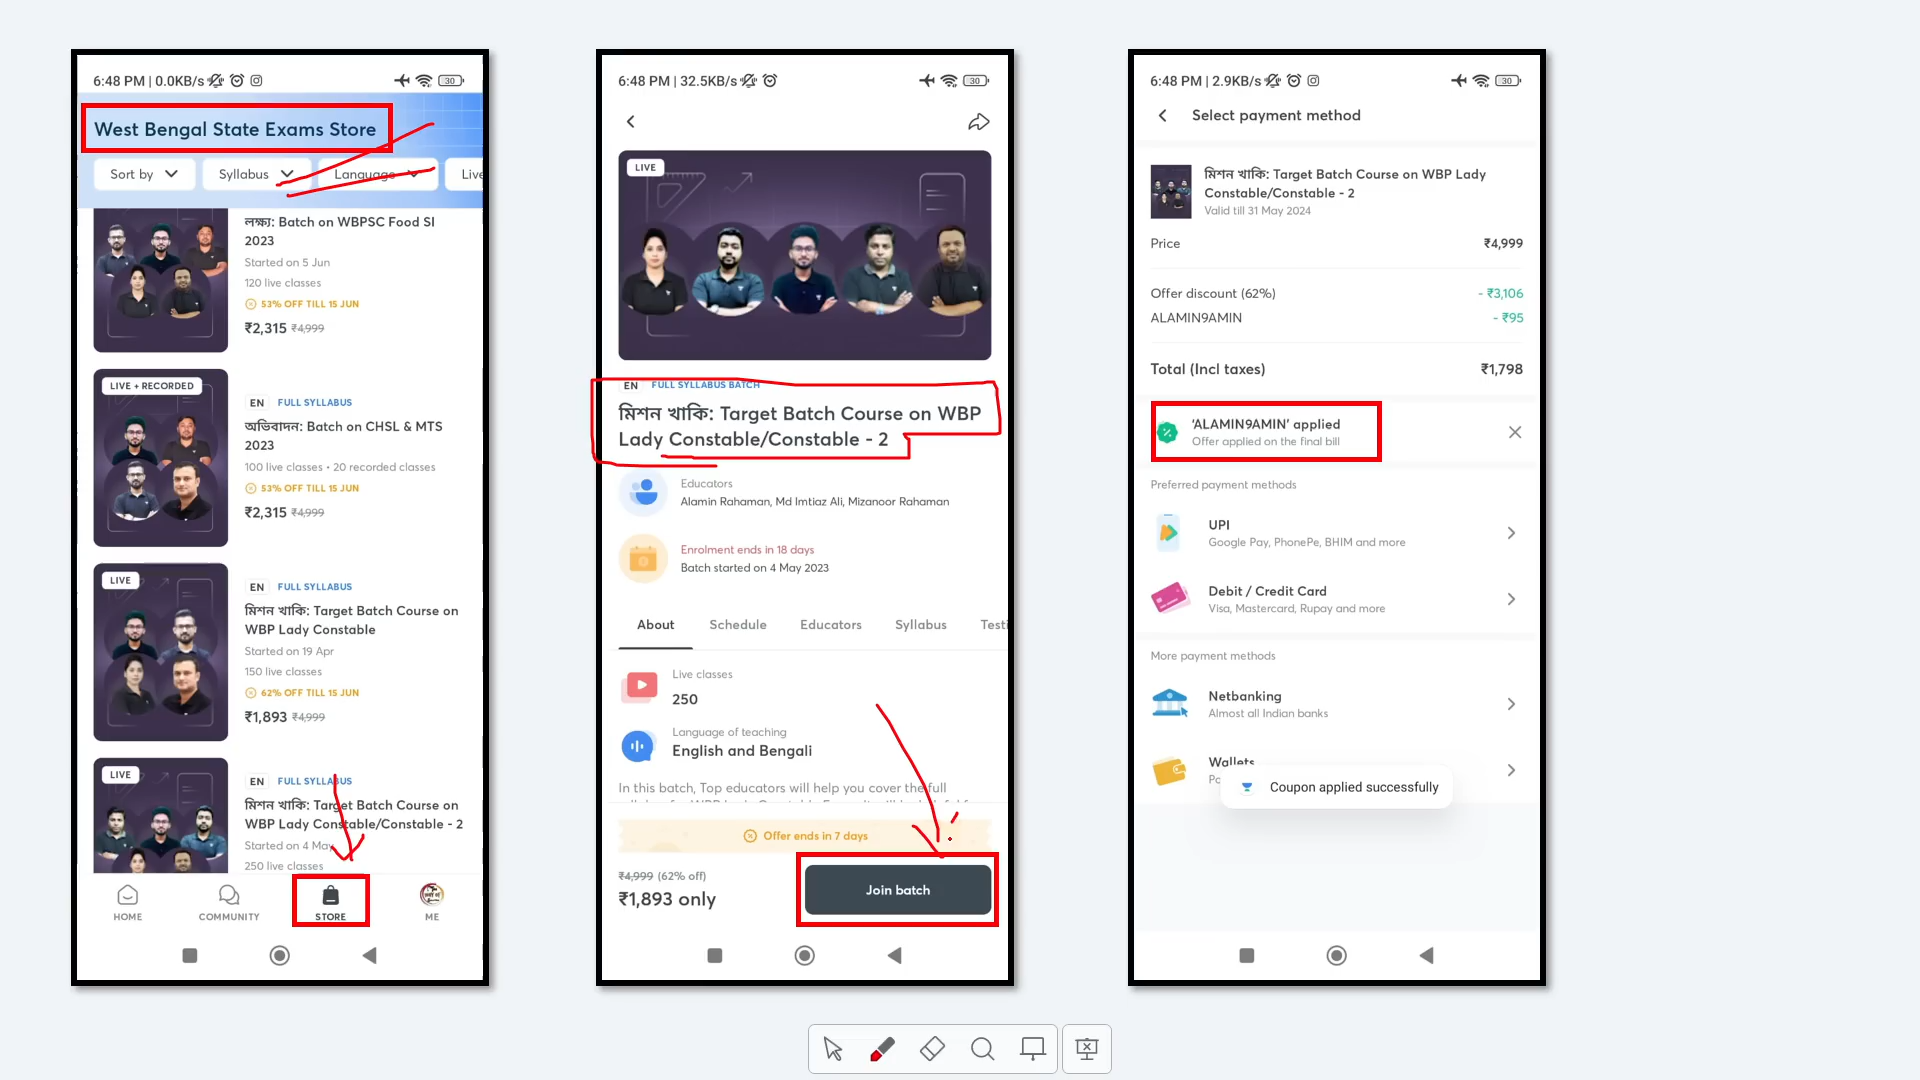 6:48 PM | 0.0KB/s
30
West Bengal State Exams Store
Sort by
Syllabus
Language
Live
লক্ষ্য: Batch on WBPSC Food SI
2023
Started on 5 Jun
120 live classes
53% OFF TILL 15 JUN
₹2,315 ₹4,999
LIVE + RECORDED
EN FULL SYLLABUS
অভিবাদন: Batch on CHSL & MTS
2023
100 live classes • 20 recorded classes
53% OFF TILL 15 JUN
₹2,315 ₹4,999
LIVE
EN FULL SYLLABUS
মিশন খাকি: Target Batch Course on
WBP Lady Constable
Started on 19 Apr
150 live classes
62% OFF TILL 15 JUN
₹1,893 ₹4,999
LIVE
EN FULL SYLLABUS
মিশন খাকি: Target Batch Course on
WBP Lady Constable/Constable - 2
Started on 4 May
250 live classes
HOME
COMMUNITY
STORE
ME
6:48 PM | 32.5KB/s
30
LIVE
EN FULL SYLLABUS BATCH
মিশন খাকি: Target Batch Course on WBP
Lady Constable/Constable - 2
Educators
Alamin Rahaman, Md Imtiaz Ali, Mizanoor Rahaman
Enrolment ends in 18 days
Batch started on 4 May 2023
About
Schedule
Educators
Syllabus
Testi
Live classes
250
Language of teaching
English and Bengali
In this batch, Top educators will help you cover the full
Offer ends in 7 days
₹4,999 (62% off)
₹1,893 only
Join batch
6:48 PM | 2.9KB/s
30
Select payment method
মিশন খাকি: Target Batch Course on WBP Lady
Constable/Constable - 2
Valid till 31 May 2024
Price ₹4,999
Offer discount (62%) - ₹3,106
ALAMIN9AMIN - ₹95
Total (Incl taxes) ₹1,798
'ALAMIN9AMIN' applied
Offer applied on the final bill
Preferred payment methods
UPI
Google Pay, PhonePe, BHIM and more
Debit / Credit Card
Visa, Mastercard, Rupay and more
More payment methods
Netbanking
Almost all Indian banks
Wallets
Coupon applied successfully